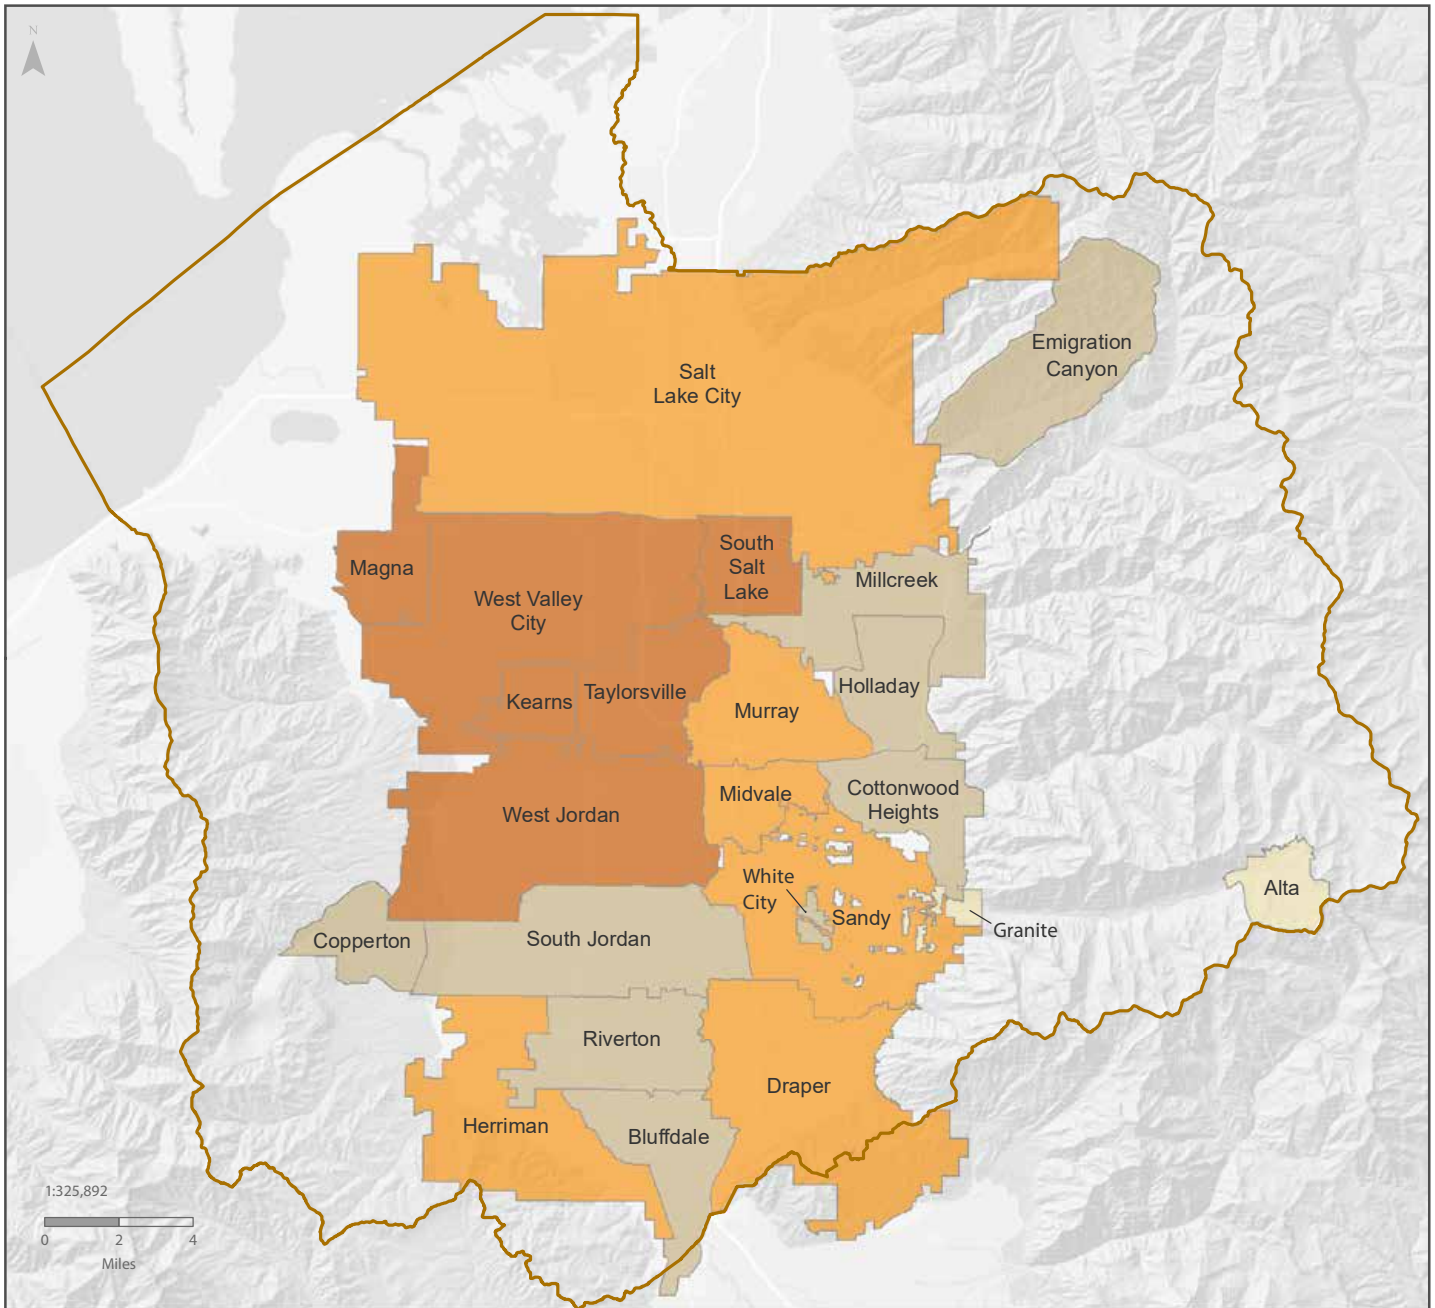 N
Salt
Lake City
Emigration
Canyon
Magna
West Valley
City
South
Salt
Lake
Millcreek
Kearns
Taylorsville
Murray
Holladay
West Jordan
Midvale
Cottonwood
Heights
White
City
Sandy
Granite
Alta
Copperton
South Jordan
Riverton
Draper
Herriman
Bluffdale
1:325,892
0 2 4
Miles